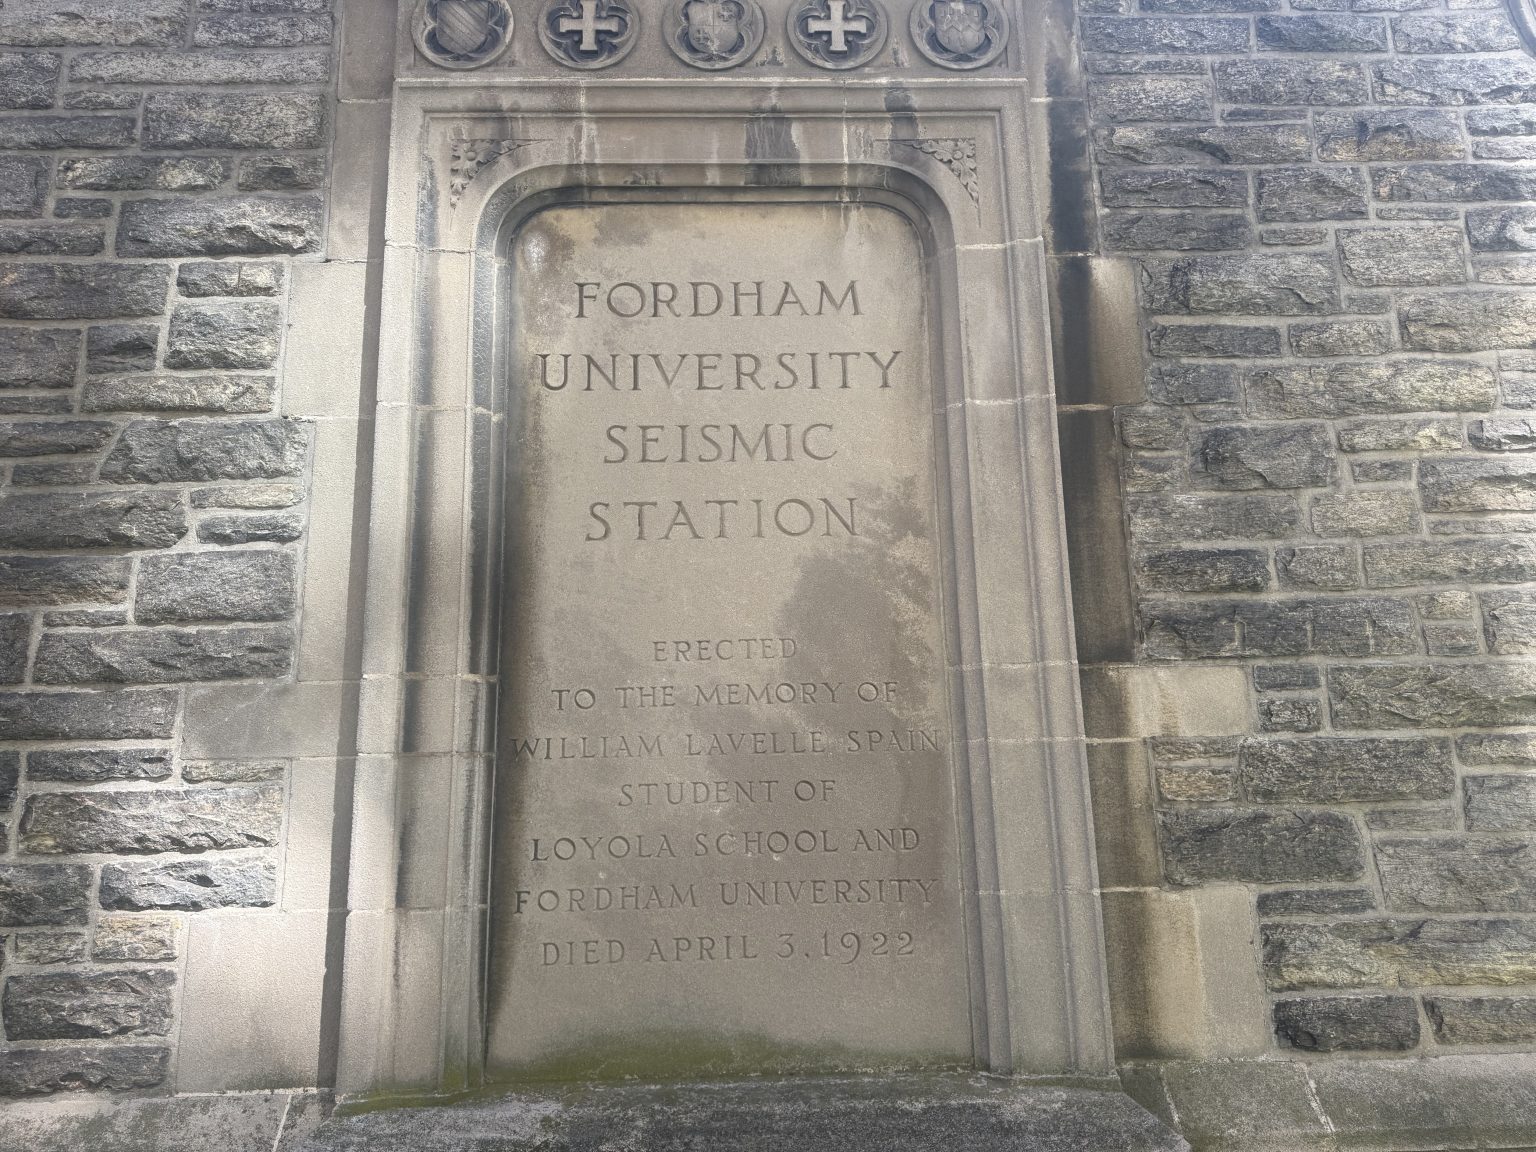 FORDHAM
UNIVERSITY
SEISMIC
STATION
ERECTED
TO THE MEMORY OF
WILLIAM LAVELLE SPAIN
STUDENT OF
LOYOLA SCHOOL AND
FORDHAM UNIVERSITY
DIED APRIL 3.1922